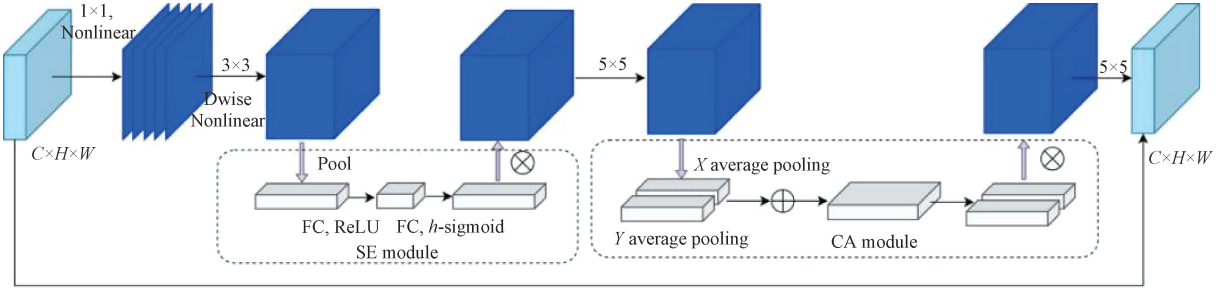 1×1,
Nonlinear
3×3
Dwise
Nonlinear
C×H×W
Pool
FC, ReLU
FC, h-sigmoid
SE module
⊗
5×5
X average pooling
Y average pooling
⊕
CA module
⊗
5×5
C×H×W